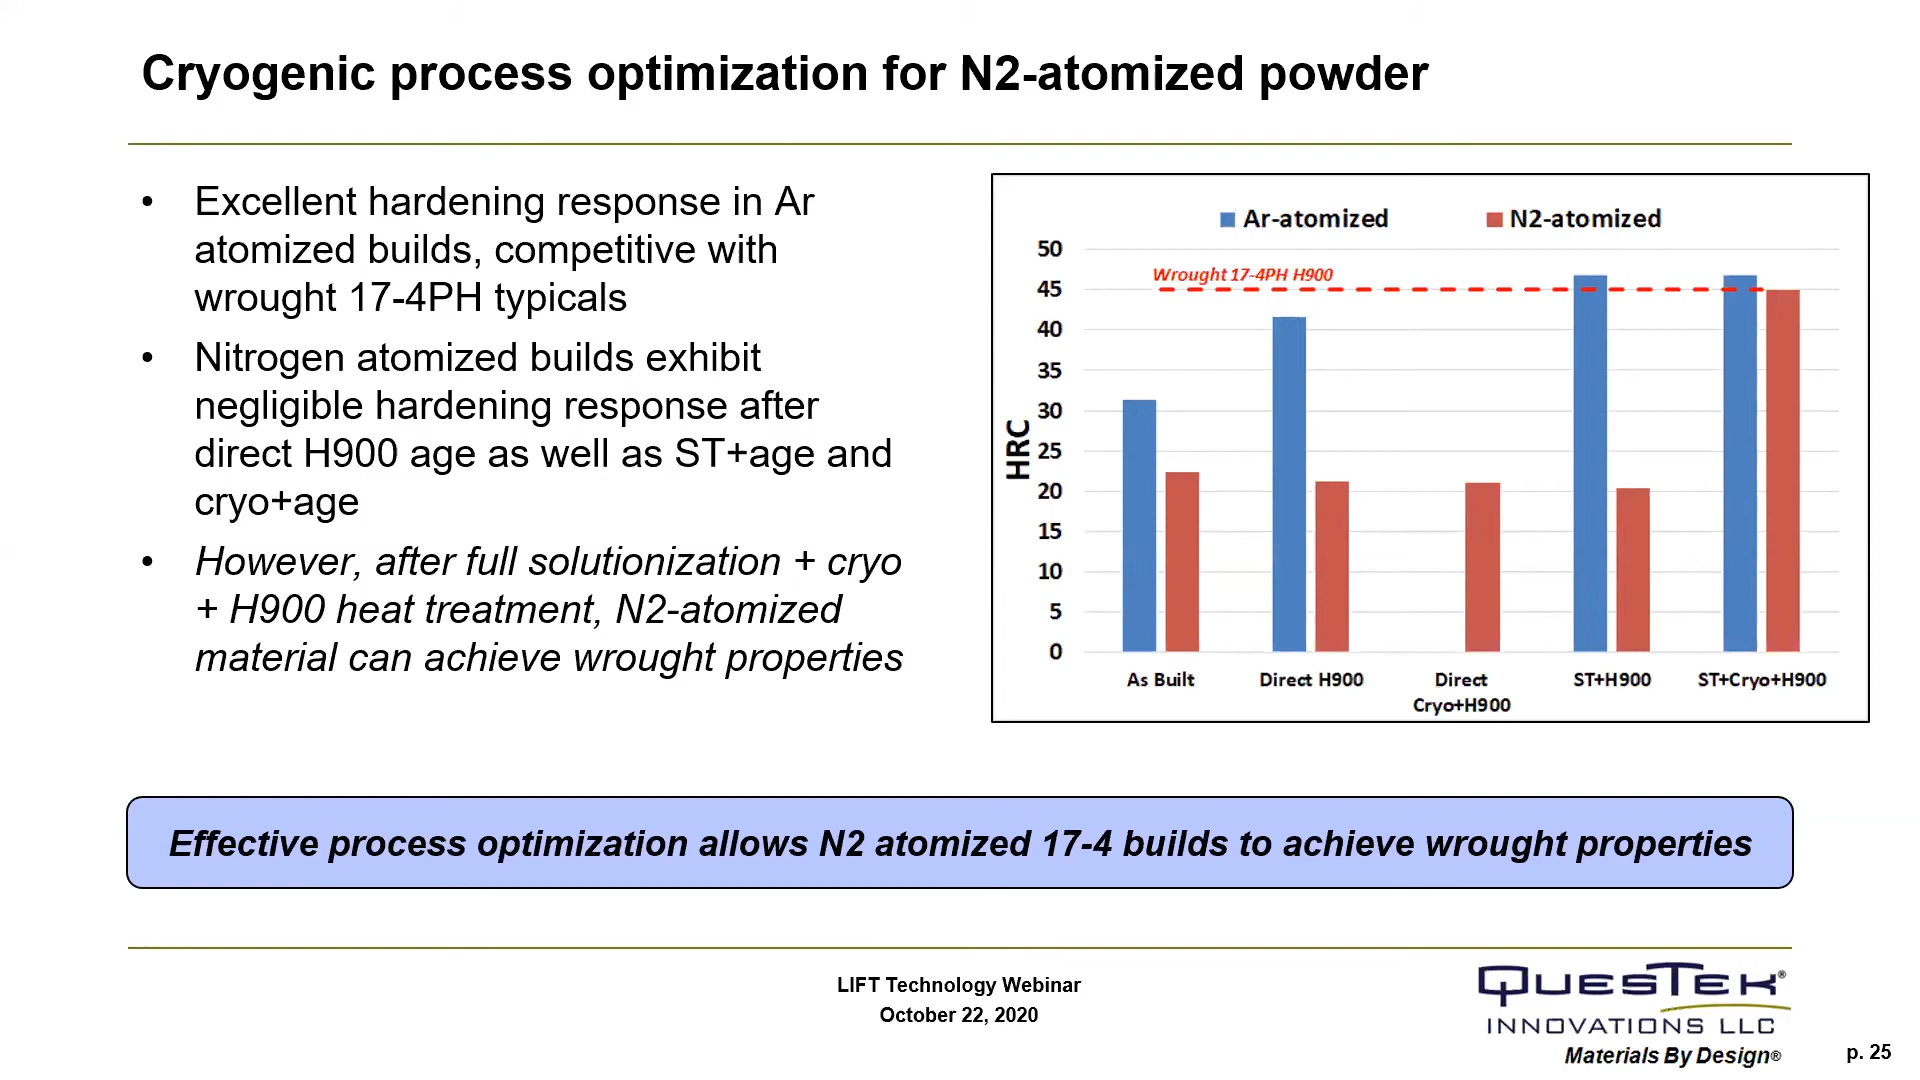 Cryogenic process optimization for N2-atomized powder
• Excellent hardening response in Ar
atomized builds, competitive with
wrought 17-4PH typicals
• Nitrogen atomized builds exhibit
negligible hardening response after
direct H900 age as well as ST+age and
cryo+age
• However, after full solutionization + cryo
+ H900 heat treatment, N2-atomized
material can achieve wrought properties
Ar-atomized N2-atomized
Wrought 17-4PH H900
HRC
50
45
40
35
30
25
20
15
10
5
0
As Built Direct H900 Direct ST+H900 ST+Cryo+H900
Cryo+H900
Effective process optimization allows N2 atomized 17-4 builds to achieve wrought properties
LIFT Technology Webinar
October 22, 2020
QUESTEK®
INNOVATIONS LLC
Materials By Design®
p. 25